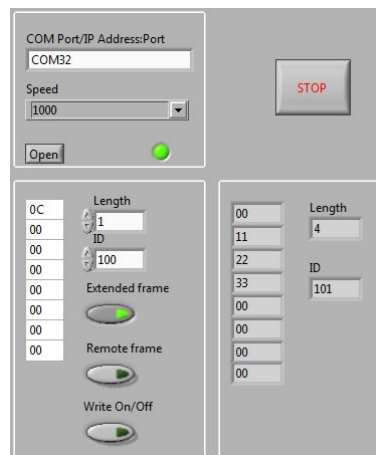 COM Port/IP Address:Port
COM32
Speed
1000
Open
STOP
0C
00
00
00
00
00
00
00
Length
1
ID
100
Extended frame
Remote frame
Write On/Off
00
11
22
33
00
00
00
00
Length
4
ID
101